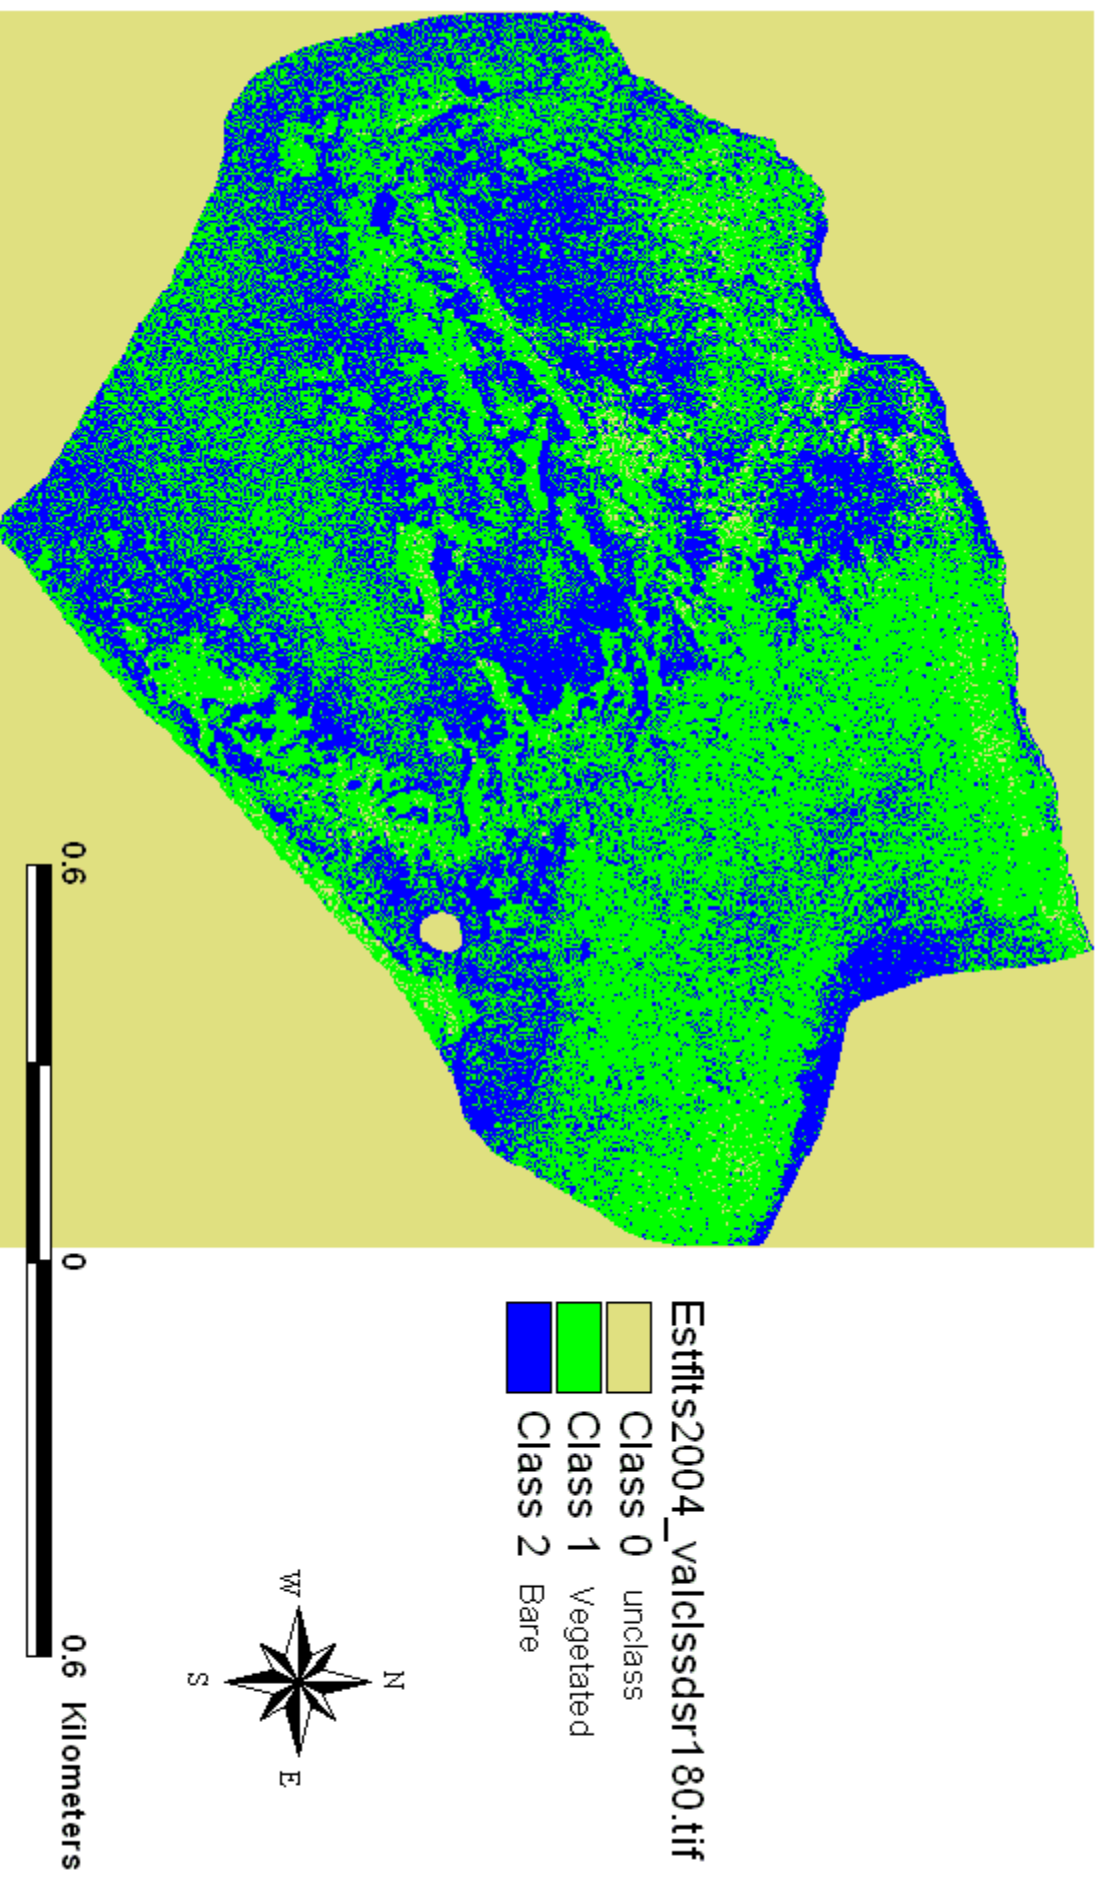 Estflts2004_valclssdsr180.tif
Class 0 unclass
Class 1 Vegetated
Class 2 Bare
N
W
E
S
0.6 0 0.6 Kilometers